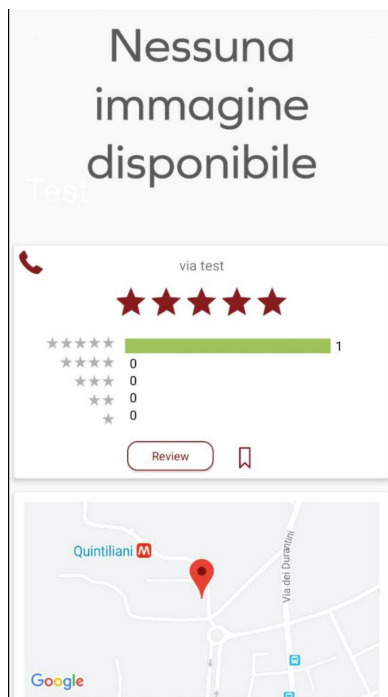 Nessuna
immagine
disponibile
Test
via test
1
0
0
0
0
Review
Quintiliani M
Via dei Durantini
Google